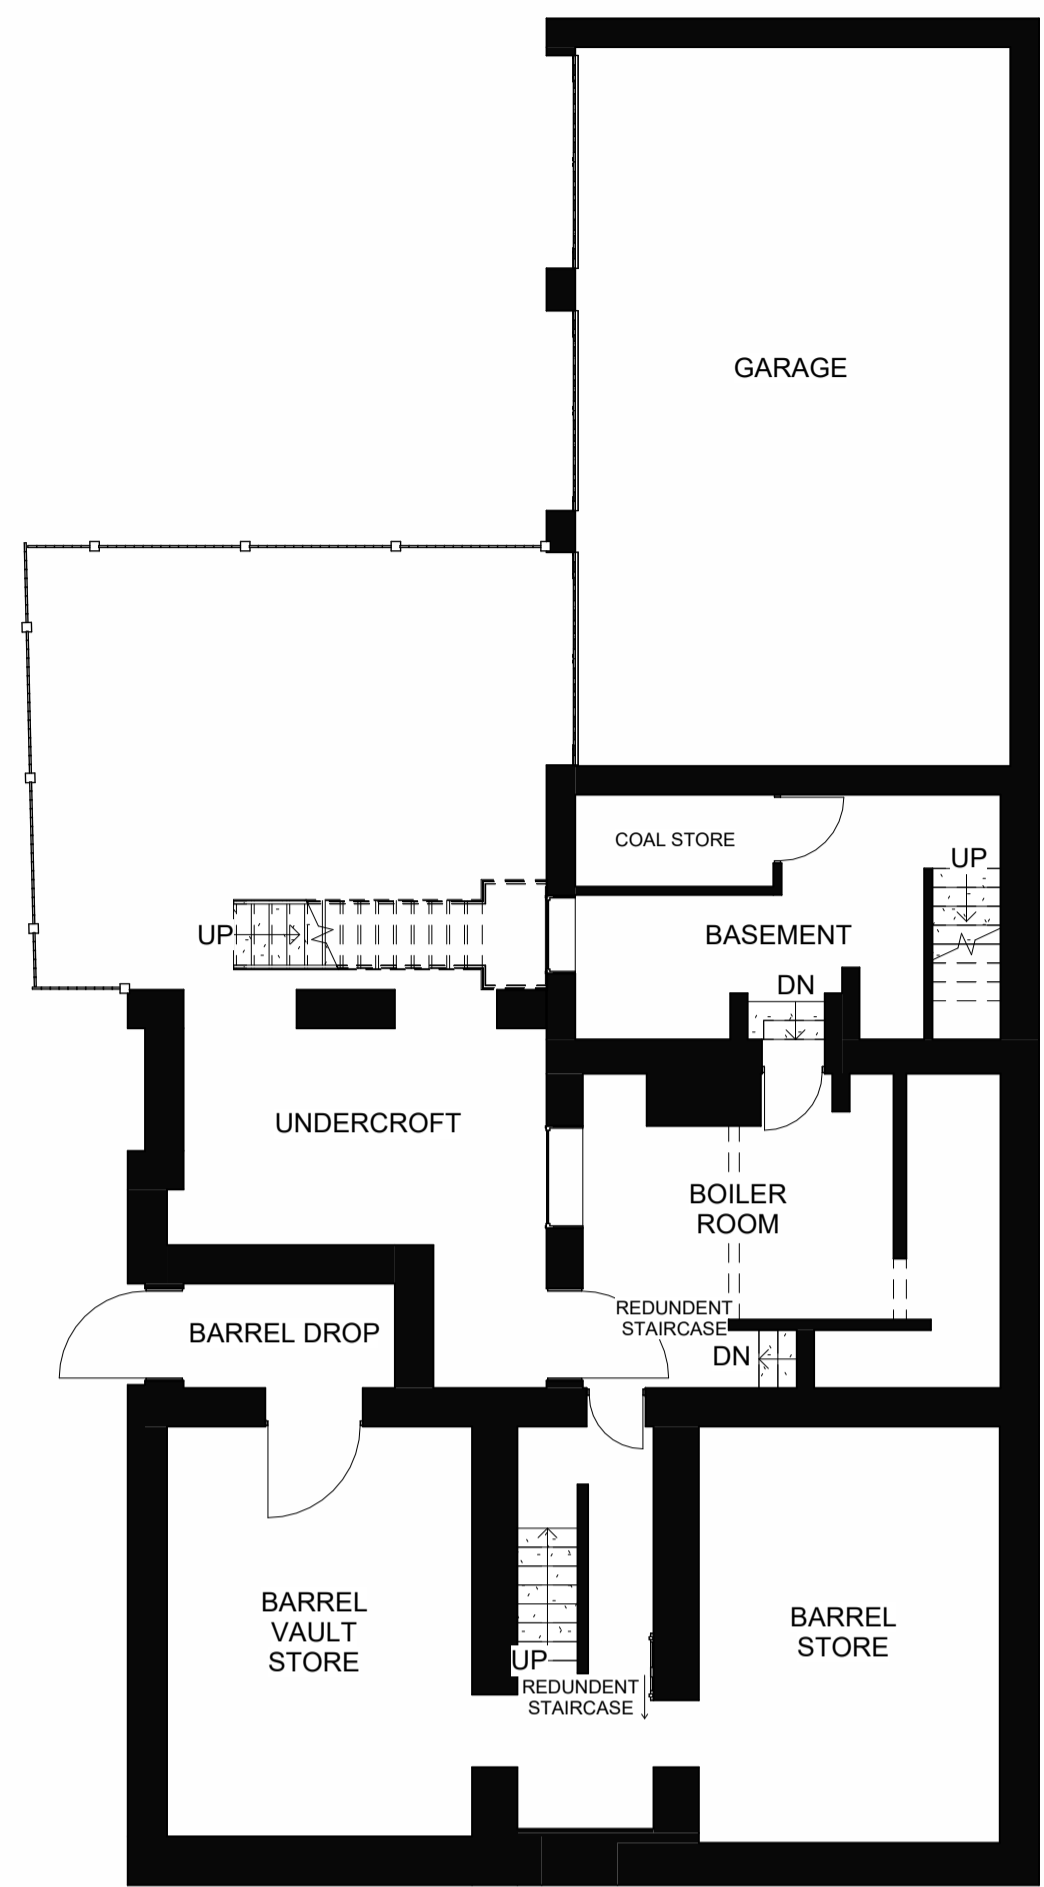 GARAGE
COAL STORE
UP
UP
BASEMENT
DN
UNDERCROFT
BOILER
ROOM
REDUNDENT
STAIRCASE
BARREL DROP
DN
BARREL
VAULT
STORE
BARREL
STORE
UP
REDUNDENT
STAIRCASE